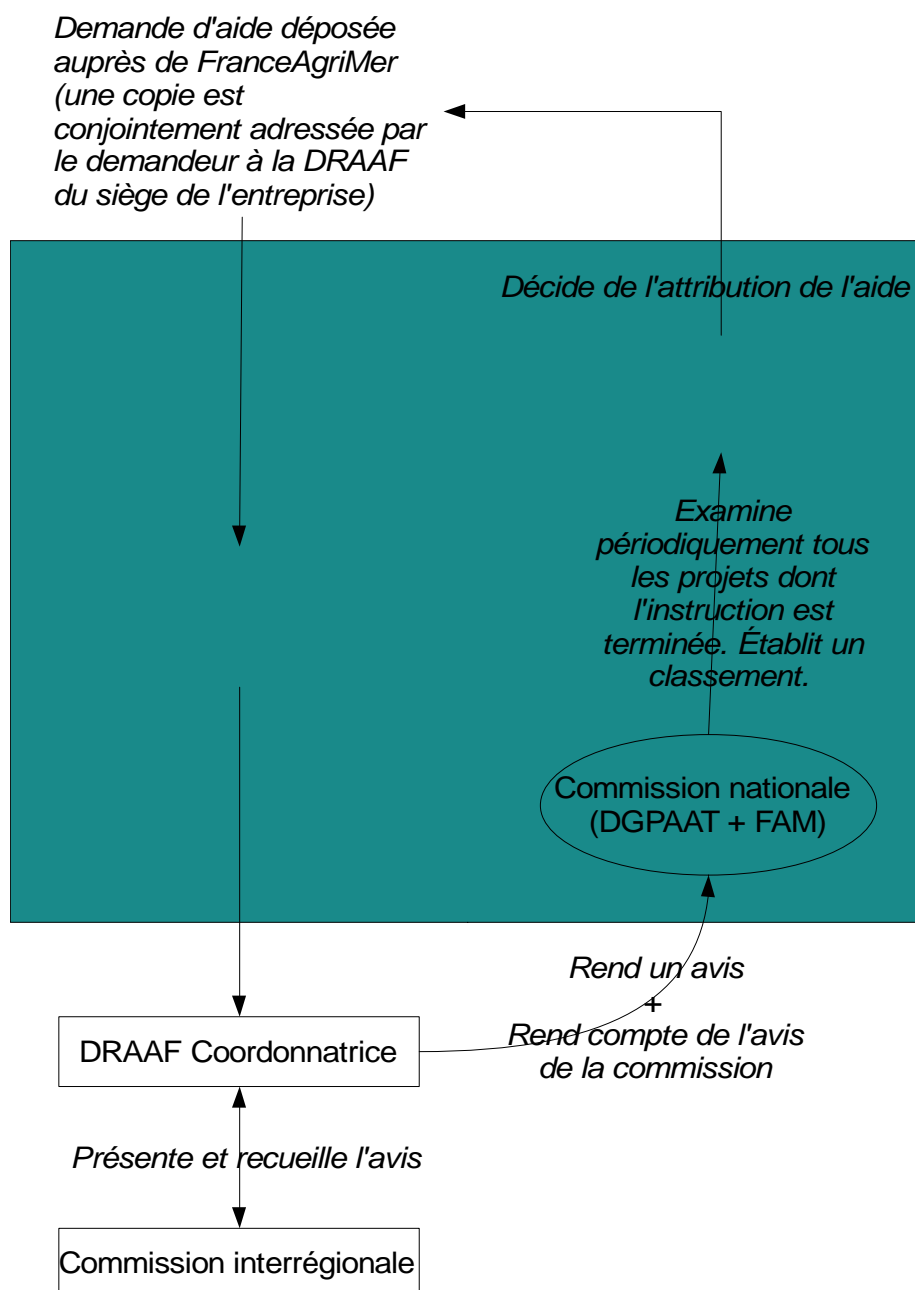 Demande d'aide déposée
auprès de FranceAgriMer
(une copie est
conjointement adressée par
le demandeur à la DRAAF
du siège de l'entreprise)
Décide de l'attribution de l'aide
Examine
périodiquement tous
les projets dont
l'instruction est
terminée. Établit un
classement.
Commission nationale
(DGPAAT + FAM)
Rend un avis
+
Rend compte de l'avis
de la commission
DRAAF Coordonnatrice
Présente et recueille l'avis
Commission interrégionale